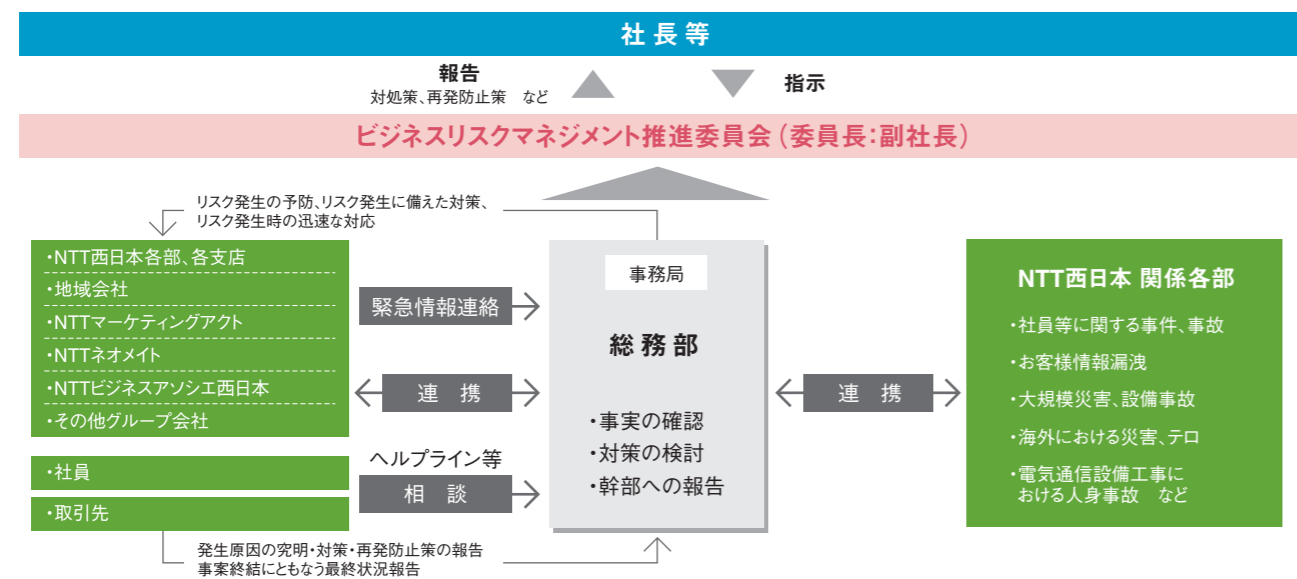 社長等
報告
対処策、再発防止策　など
指示
ビジネスリスクマネジメント推進委員会（委員長：副社長）
リスク発生の予防、リスク発生に備えた対策、
リスク発生時の迅速な対応
・NTT西日本各部、各支店
・地域会社
・NTTマーケティングアクト
・NTTネオメイト
・NTTビジネスアソシエ西日本
・その他グループ会社
・社員
・取引先
緊急情報連絡
連　携
ヘルプライン等
相　談
発生原因の究明・対策・再発防止策の報告
事案終結にともなう最終状況報告
事務局
総務部
・事実の確認
・対策の検討
・幹部への報告
連　携
NTT西日本 関係各部
・社員等に関する事件、事故
・お客様情報漏洩
・大規模災害、設備事故
・海外における災害、テロ
・電気通信設備工事に
おける人身事故　など